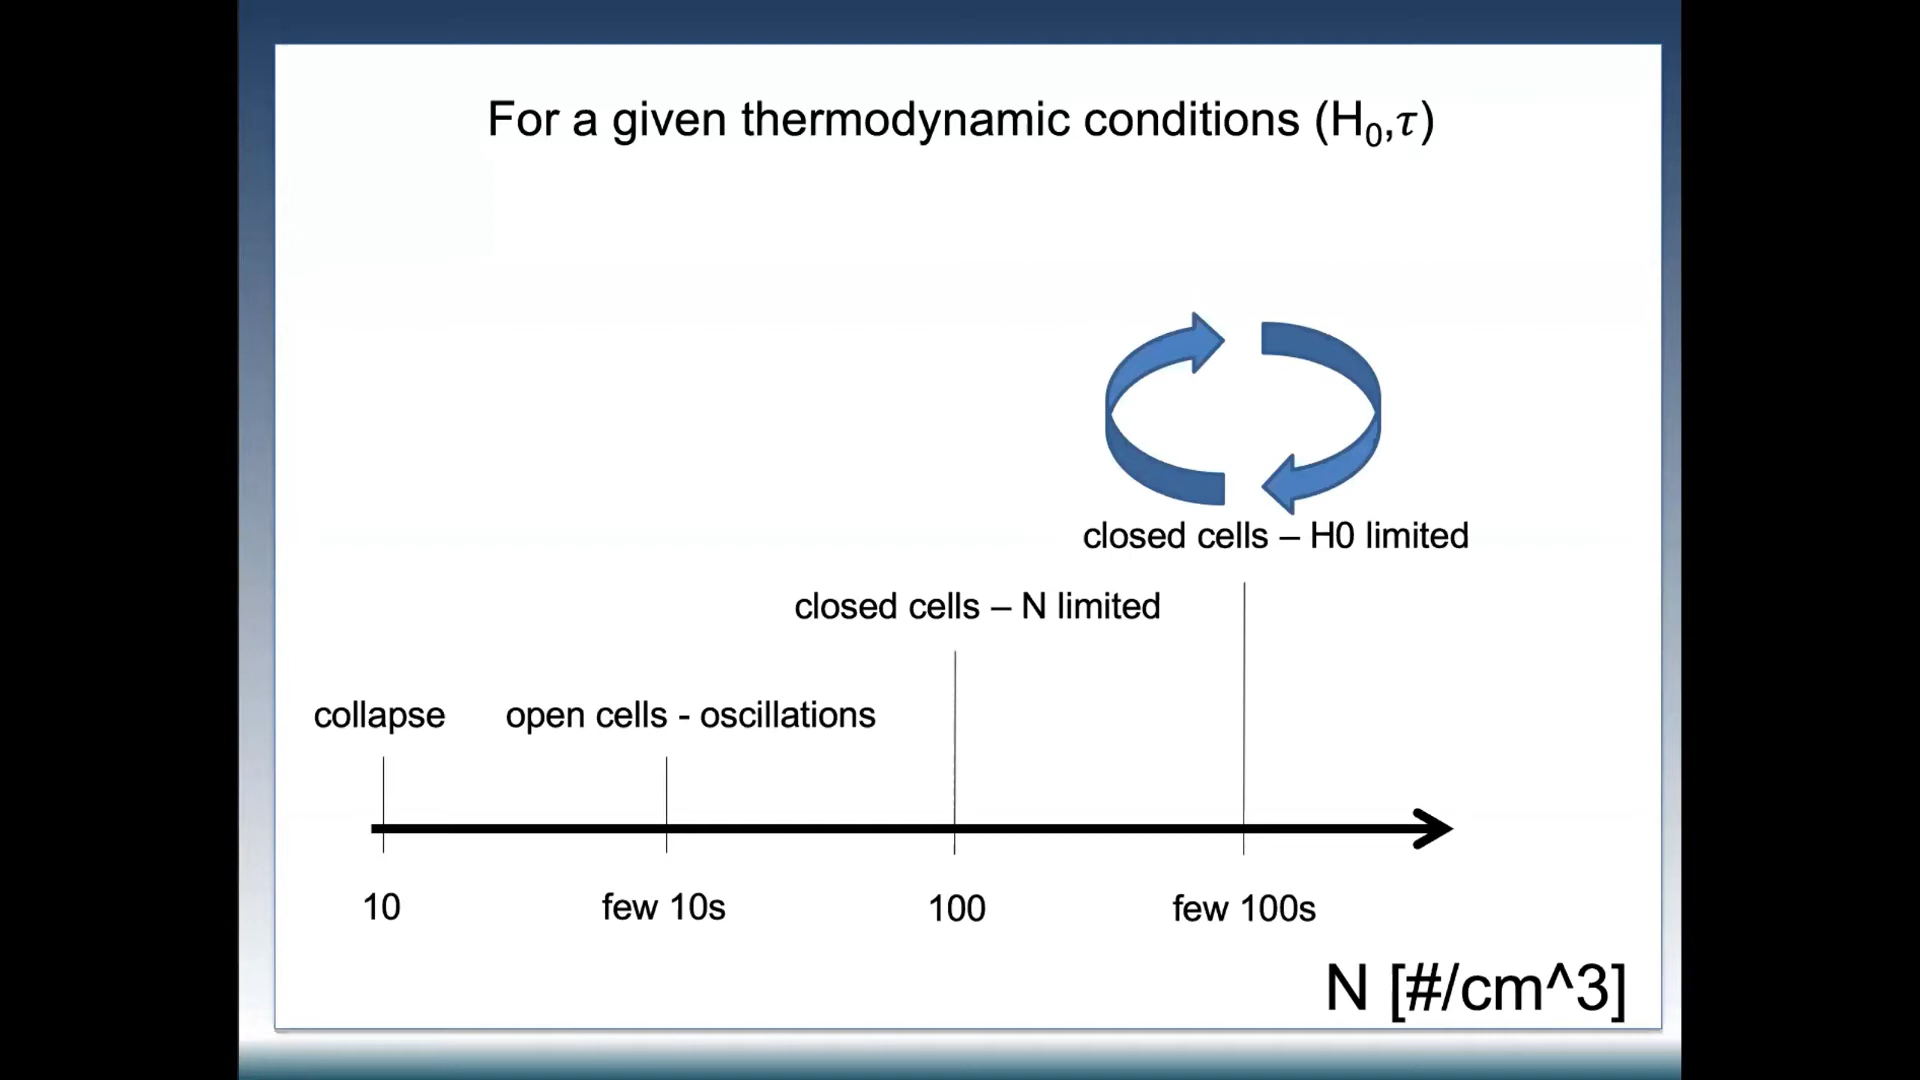 For a given thermodynamic conditions (H₀,τ)
closed cells – H0 limited
closed cells – N limited
collapse
open cells - oscillations
10
few 10s
100
few 100s
N [#/cm^3]